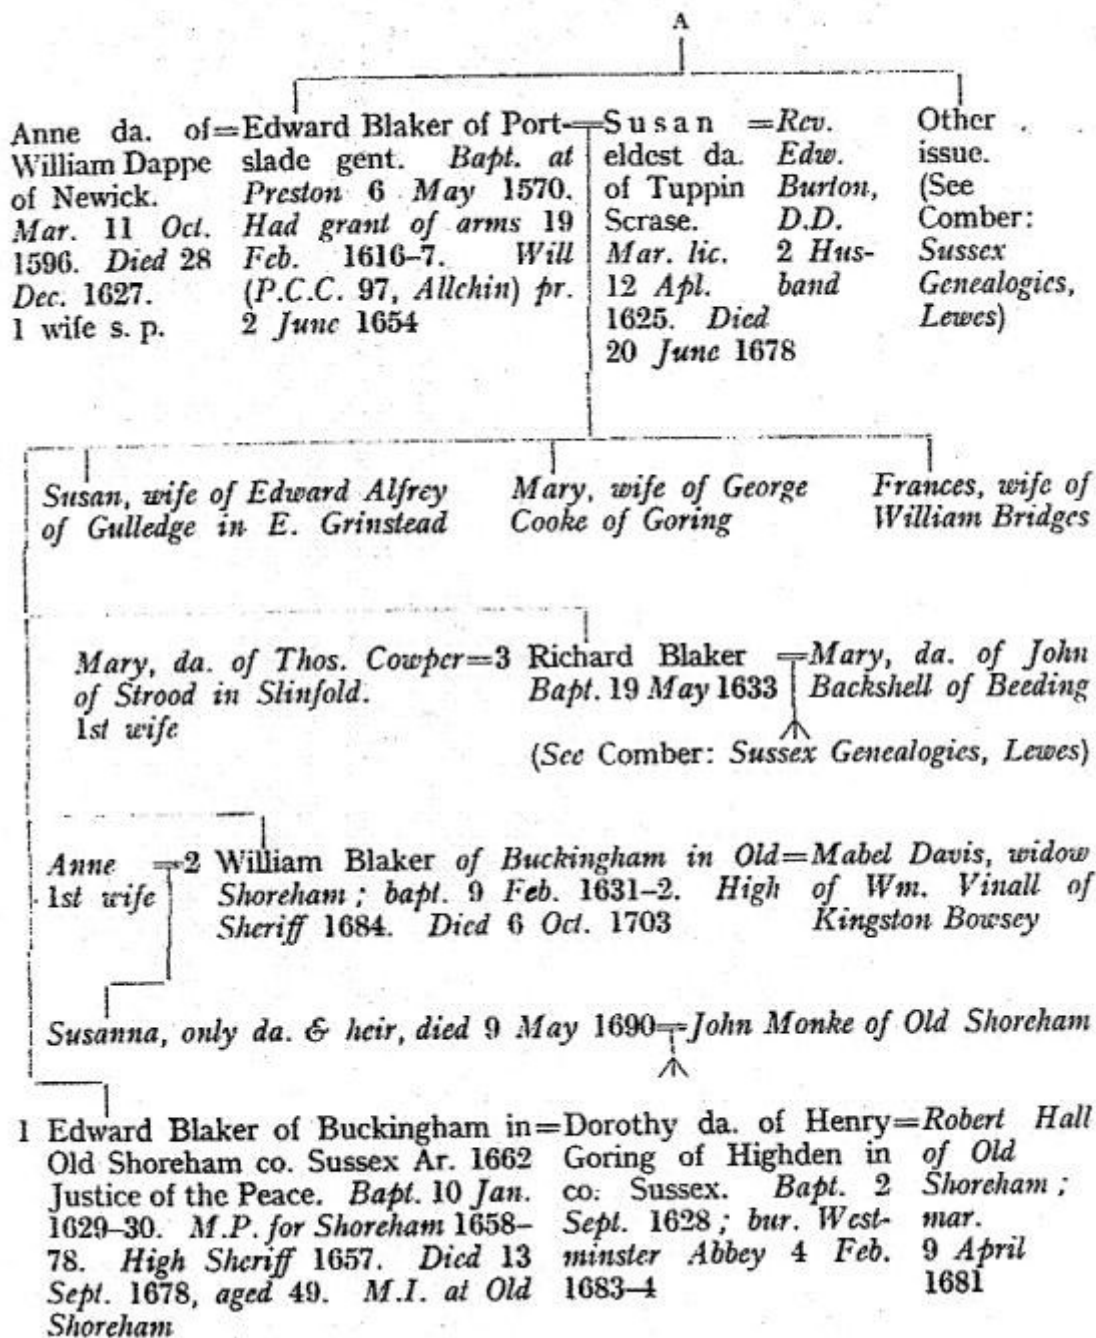 A
Anne da. of=
William Dappe
of Newick.
Mar. 11 Oct.
1596. Died 28
Dec. 1627.
1 wife s. p.
Edward Blaker of Port-
slade gent. Bapt. at
Preston 6 May 1570.
Had grant of arms 19
Feb. 1616–7. Will
(P.C.C. 97, Allchin) pr.
2 June 1654
=Susan
eldest da.
of Tuppin
Scrase.
Mar. lic.
12 Apl.
1625. Died
20 June 1678
=Rev.
Edw.
Burton,
D.D.
2 Hus-
band
Other
issue.
(See
Comber:
Sussex
Genealogies,
Lewes)
Susan, wife of Edward Alfrey
of Gulledge in E. Grinstead
Mary, wife of George
Cooke of Goring
Frances, wife of
William Bridges
Mary, da. of Thos. Cowper=
of Strood in Slinfold.
1st wife
3 Richard Blaker
Bapt. 19 May 1633
=Mary, da. of John
Backshell of Beeding
(See Comber: Sussex Genealogies, Lewes)
Anne =
1st wife
2 William Blaker of Buckingham in Old
Shoreham; bapt. 9 Feb. 1631–2. High
Sheriff 1684. Died 6 Oct. 1703
=Mabel Davis, widow
of Wm. Vinall of
Kingston Bowsey
Susanna, only da. & heir, died 9 May 1690=John Monke of Old Shoreham
1 Edward Blaker of Buckingham in
Old Shoreham co. Sussex Ar. 1662
Justice of the Peace. Bapt. 10 Jan.
1629–30. M.P. for Shoreham 1658–
78. High Sheriff 1657. Died 13
Sept. 1678, aged 49. M.I. at Old
Shoreham
=Dorothy da. of Henry
Goring of Highden in
co. Sussex. Bapt. 2
Sept. 1628; bur. West-
minster Abbey 4 Feb.
1683–4
=Robert Hall
of Old
Shoreham;
mar.
9 April
1681